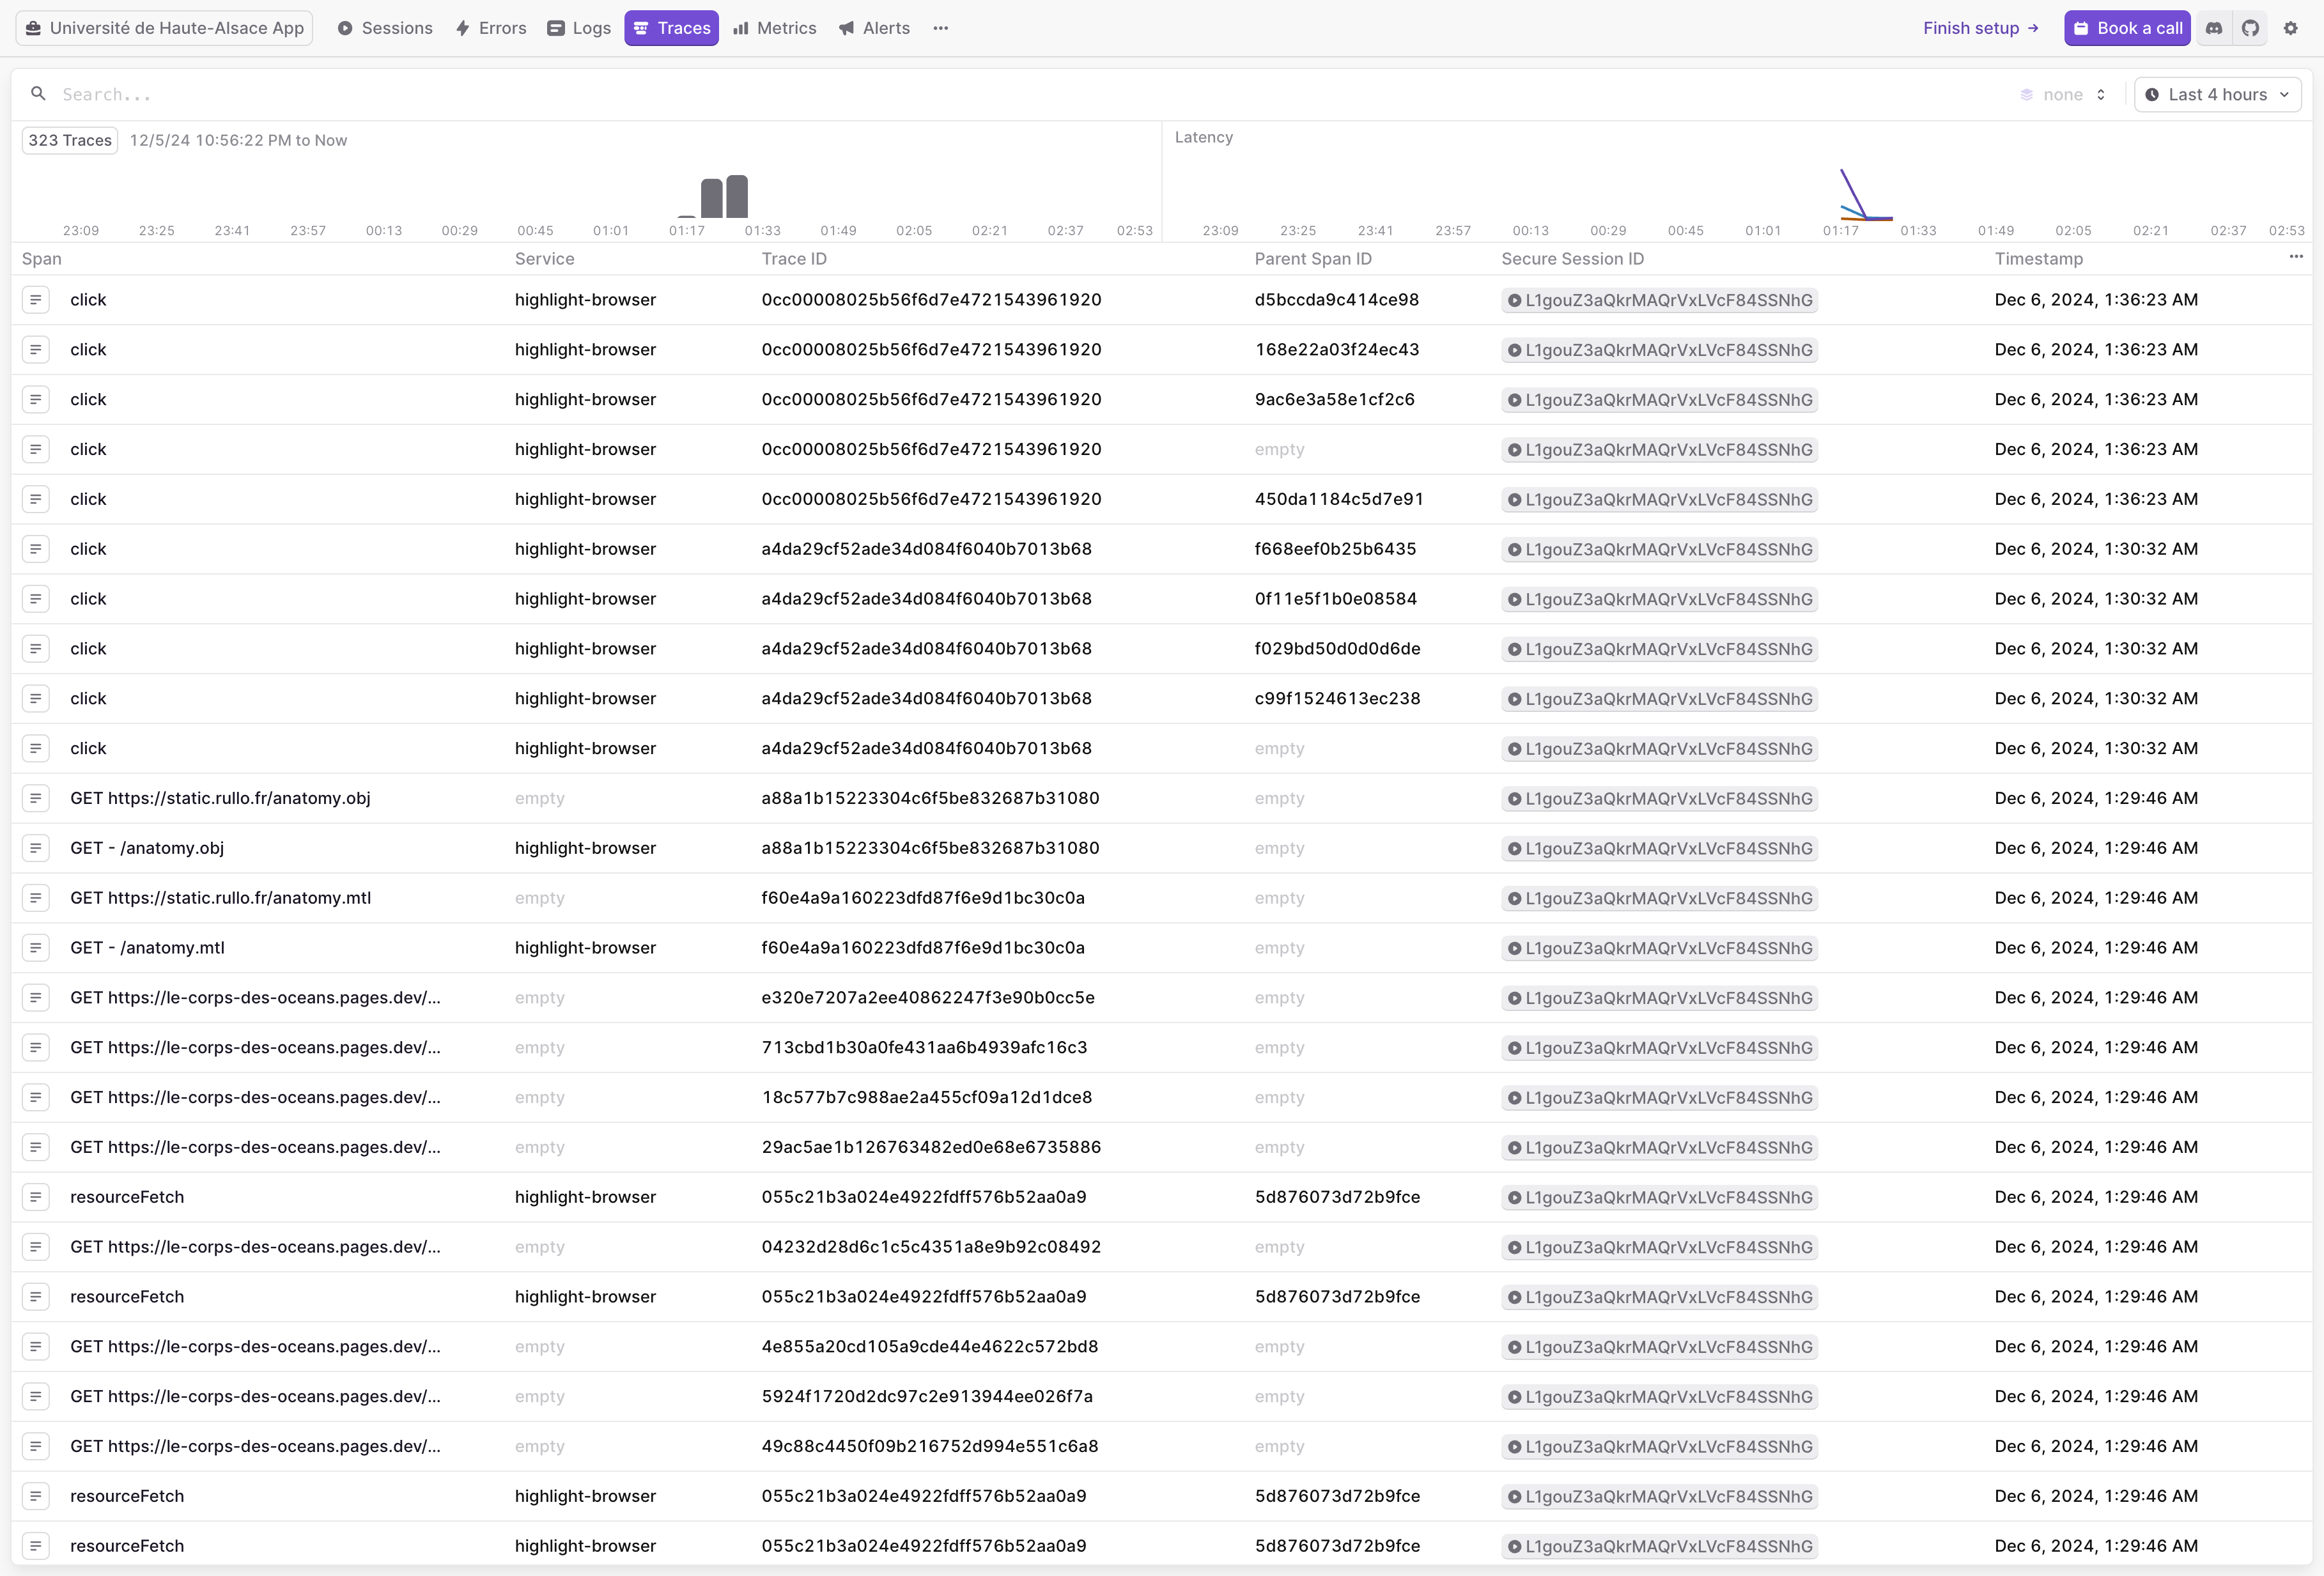 Université de Haute-Alsace App Sessions Errors Logs Traces Metrics Alerts ... Finish setup → Book a call
Search... none Last 4 hours
323 Traces 12/5/24 10:56:22 PM to Now Latency
23:09 23:25 23:41 23:57 00:13 00:29 00:45 01:01 01:17 01:33 01:49 02:05 02:21 02:37 02:53 23:09 23:25 23:41 23:57 00:13 00:29 00:45 01:01 01:17 01:33 01:49 02:05 02:21 02:37 02:53
Span Service Trace ID Parent Span ID Secure Session ID Timestamp ...
click highlight-browser 0cc00008025b56f6d7e4721543961920 d5bccda9c414ce98 L1gouZ3aQkrMAQrVxLVcF84SSNhG Dec 6, 2024, 1:36:23 AM
click highlight-browser 0cc00008025b56f6d7e4721543961920 168e22a03f24ec43 L1gouZ3aQkrMAQrVxLVcF84SSNhG Dec 6, 2024, 1:36:23 AM
click highlight-browser 0cc00008025b56f6d7e4721543961920 9ac6e3a58e1cf2c6 L1gouZ3aQkrMAQrVxLVcF84SSNhG Dec 6, 2024, 1:36:23 AM
click highlight-browser 0cc00008025b56f6d7e4721543961920 empty L1gouZ3aQkrMAQrVxLVcF84SSNhG Dec 6, 2024, 1:36:23 AM
click highlight-browser 0cc00008025b56f6d7e4721543961920 450da1184c5d7e91 L1gouZ3aQkrMAQrVxLVcF84SSNhG Dec 6, 2024, 1:36:23 AM
click highlight-browser a4da29cf52ade34d084f6040b7013b68 f668eef0b25b6435 L1gouZ3aQkrMAQrVxLVcF84SSNhG Dec 6, 2024, 1:30:32 AM
click highlight-browser a4da29cf52ade34d084f6040b7013b68 0f11e5f1b0e08584 L1gouZ3aQkrMAQrVxLVcF84SSNhG Dec 6, 2024, 1:30:32 AM
click highlight-browser a4da29cf52ade34d084f6040b7013b68 f029bd50d0d0d6de L1gouZ3aQkrMAQrVxLVcF84SSNhG Dec 6, 2024, 1:30:32 AM
click highlight-browser a4da29cf52ade34d084f6040b7013b68 c99f1524613ec238 L1gouZ3aQkrMAQrVxLVcF84SSNhG Dec 6, 2024, 1:30:32 AM
click highlight-browser a4da29cf52ade34d084f6040b7013b68 empty L1gouZ3aQkrMAQrVxLVcF84SSNhG Dec 6, 2024, 1:30:32 AM
GET https://static.rullo.fr/anatomy.obj empty a88a1b15223304c6f5be832687b31080 empty L1gouZ3aQkrMAQrVxLVcF84SSNhG Dec 6, 2024, 1:29:46 AM
GET - /anatomy.obj highlight-browser a88a1b15223304c6f5be832687b31080 empty L1gouZ3aQkrMAQrVxLVcF84SSNhG Dec 6, 2024, 1:29:46 AM
GET https://static.rullo.fr/anatomy.mtl empty f60e4a9a160223dfd87f6e9d1bc30c0a empty L1gouZ3aQkrMAQrVxLVcF84SSNhG Dec 6, 2024, 1:29:46 AM
GET - /anatomy.mtl highlight-browser f60e4a9a160223dfd87f6e9d1bc30c0a empty L1gouZ3aQkrMAQrVxLVcF84SSNhG Dec 6, 2024, 1:29:46 AM
GET https://le-corps-des-oceans.pages.dev/... empty e320e7207a2ee40862247f3e90b0cc5e empty L1gouZ3aQkrMAQrVxLVcF84SSNhG Dec 6, 2024, 1:29:46 AM
GET https://le-corps-des-oceans.pages.dev/... empty 713cbd1b30a0fe431aa6b4939afc16c3 empty L1gouZ3aQkrMAQrVxLVcF84SSNhG Dec 6, 2024, 1:29:46 AM
GET https://le-corps-des-oceans.pages.dev/... empty 18c577b7c988ae2a455cf09a12d1dce8 empty L1gouZ3aQkrMAQrVxLVcF84SSNhG Dec 6, 2024, 1:29:46 AM
GET https://le-corps-des-oceans.pages.dev/... empty 29ac5ae1b126763482ed0e68e6735886 empty L1gouZ3aQkrMAQrVxLVcF84SSNhG Dec 6, 2024, 1:29:46 AM
resourceFetch highlight-browser 055c21b3a024e4922fdff576b52aa0a9 5d876073d72b9fce L1gouZ3aQkrMAQrVxLVcF84SSNhG Dec 6, 2024, 1:29:46 AM
GET https://le-corps-des-oceans.pages.dev/... empty 04232d28d6c1c5c4351a8e9b92c08492 empty L1gouZ3aQkrMAQrVxLVcF84SSNhG Dec 6, 2024, 1:29:46 AM
resourceFetch highlight-browser 055c21b3a024e4922fdff576b52aa0a9 5d876073d72b9fce L1gouZ3aQkrMAQrVxLVcF84SSNhG Dec 6, 2024, 1:29:46 AM
GET https://le-corps-des-oceans.pages.dev/... empty 4e855a20cd105a9cde44e4622c572bd8 empty L1gouZ3aQkrMAQrVxLVcF84SSNhG Dec 6, 2024, 1:29:46 AM
GET https://le-corps-des-oceans.pages.dev/... empty 5924f1720d2dc97c2e913944ee026f7a empty L1gouZ3aQkrMAQrVxLVcF84SSNhG Dec 6, 2024, 1:29:46 AM
GET https://le-corps-des-oceans.pages.dev/... empty 49c88c4450f09b216752d994e551c6a8 empty L1gouZ3aQkrMAQrVxLVcF84SSNhG Dec 6, 2024, 1:29:46 AM
resourceFetch highlight-browser 055c21b3a024e4922fdff576b52aa0a9 5d876073d72b9fce L1gouZ3aQkrMAQrVxLVcF84SSNhG Dec 6, 2024, 1:29:46 AM
resourceFetch highlight-browser 055c21b3a024e4922fdff576b52aa0a9 5d876073d72b9fce L1gouZ3aQkrMAQrVxLVcF84SSNhG Dec 6, 2024, 1:29:46 AM